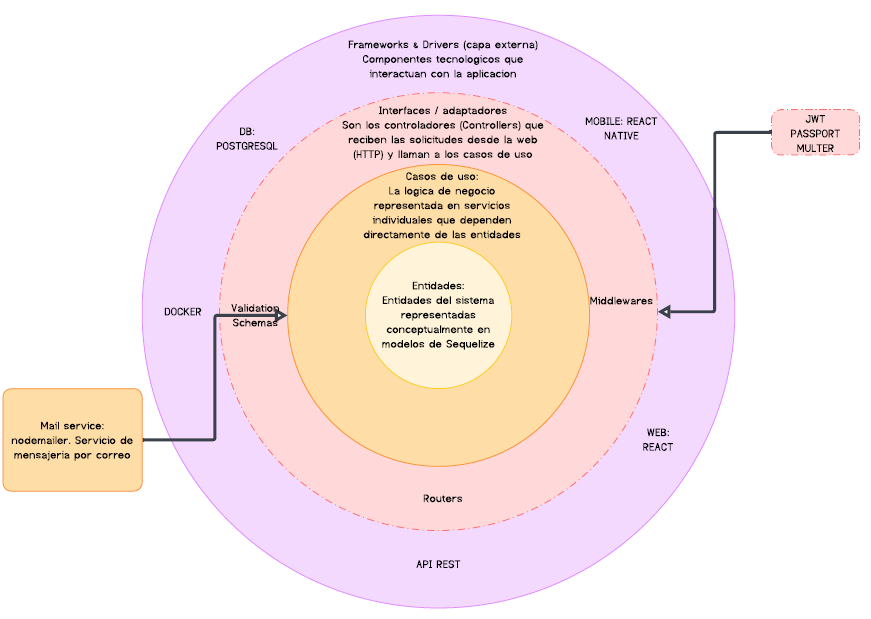 Frameworks & Drivers (capa externa)
Componentes tecnologicos que
interactuan con la aplicacion
Interfaces / adaptadores
Son los controladores (Controllers) que
reciben las solicitudes desde la web
(HTTP) y llaman a los casos de uso
DB:
POSTGRESQL
MOBILE: REACT
NATIVE
JWT
PASSPORT
MULTER
Casos de uso:
La logica de negocio
representada en servicios
individuales que dependen
directamente de las entidades
Entidades:
Entidades del sistema
representadas
conceptualmente en
modelos de Sequelize
DOCKER
Validation
Schemas
Middlewares
Mail service:
nodemailer. Servicio de
mensajeria por correo
WEB:
REACT
Routers
API REST